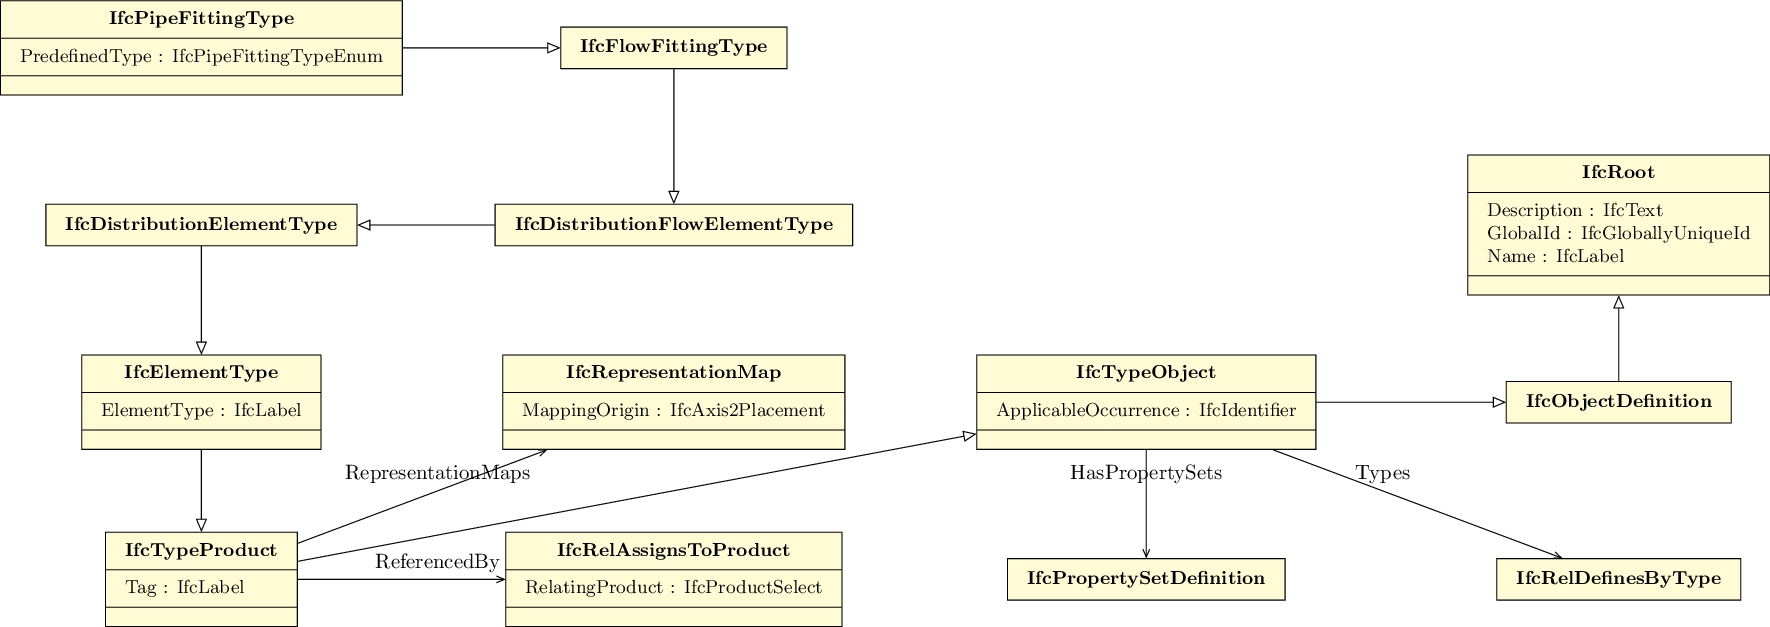 IfcPipeFittingType
PredefinedType : IfcPipeFittingTypeEnum
IfcFlowFittingType
IfcRoot
Description : IfcText
GlobalId : IfcGloballyUniqueId
Name : IfcLabel
IfcDistributionElementType
IfcDistributionFlowElementType
IfcElementType
ElementType : IfcLabel
IfcRepresentationMap
MappingOrigin : IfcAxis2Placement
IfcTypeObject
ApplicableOccurrence : IfcIdentifier
IfcObjectDefinition
RepresentationMaps
HasPropertySets
Types
IfcTypeProduct
Tag : IfcLabel
ReferencedBy
IfcRelAssignsToProduct
RelatingProduct : IfcProductSelect
IfcPropertySetDefinition
IfcRelDefinesByType